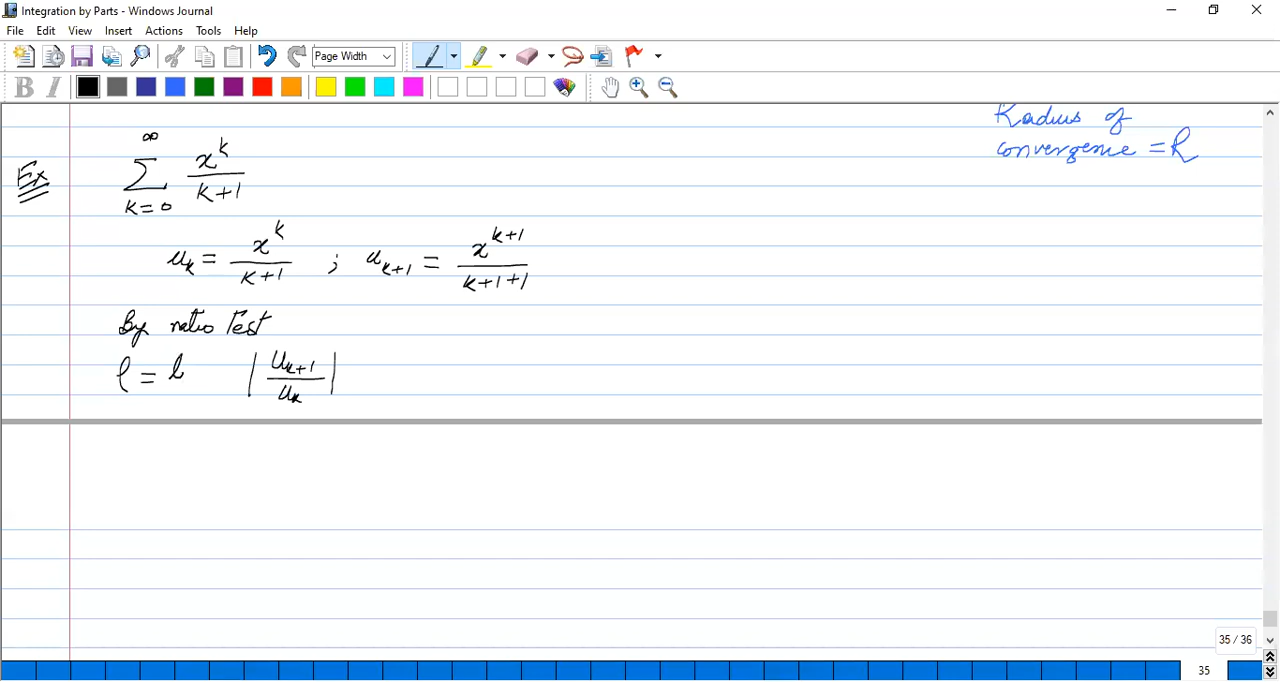 Integration by Parts - Windows Journal
File Edit View Insert Actions Tools Help
Page Width
B I
Radius of
convergence = R
Ex ∑_{k=0}^{∞} x^k/(k+1)
u_k = x^k/(k+1) ; u_{k+1} = x^{k+1}/(k+1+1)
By ratio Test
ρ = l |u_{k+1}/u_k|
35 / 36
35